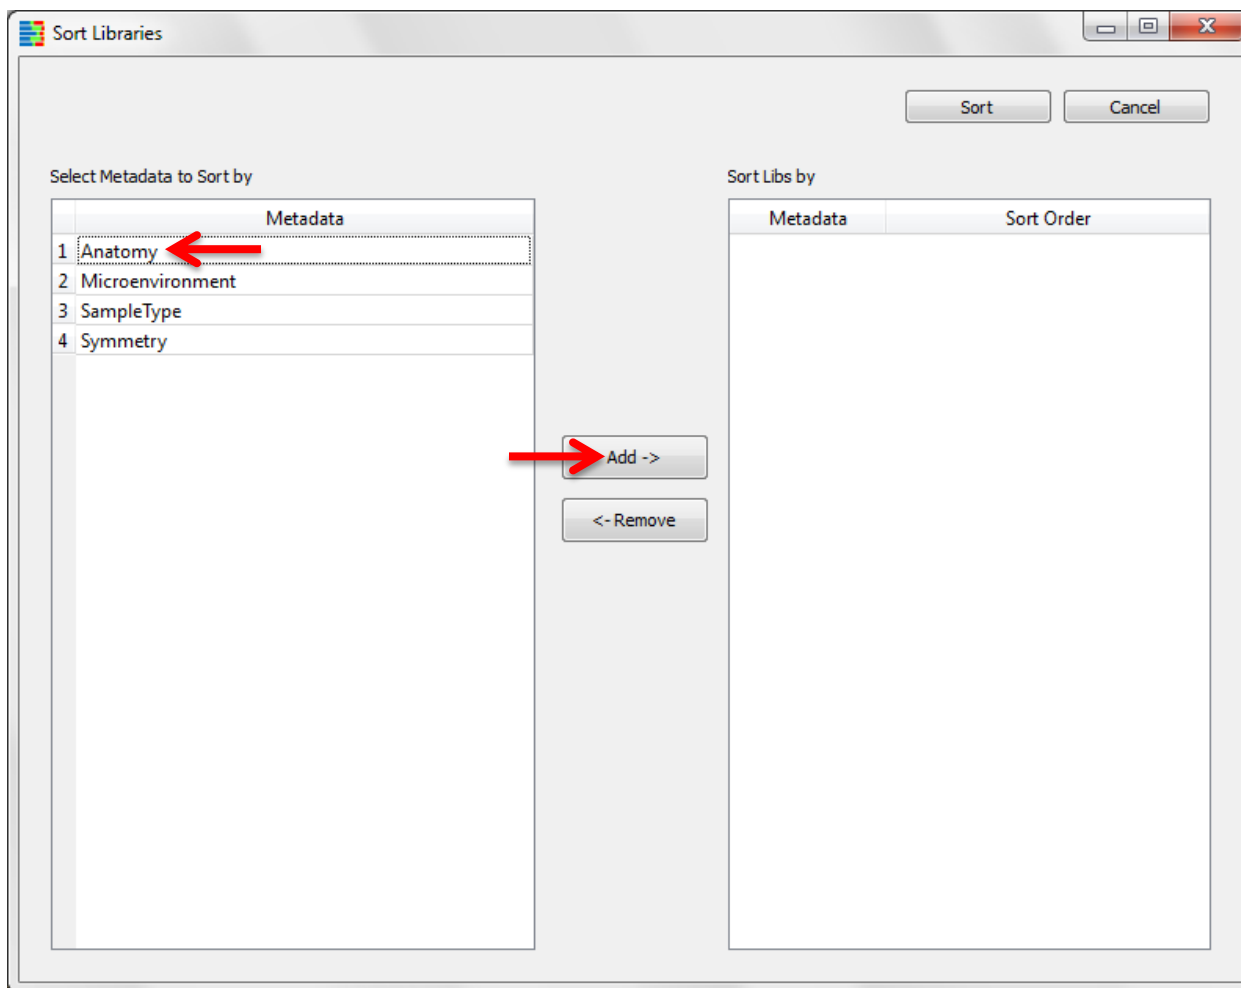 Sort Libraries
Sort Cancel
Select Metadata to Sort by
Sort Libs by
Metadata
Metadata Sort Order
1 Anatomy
2 Microenvironment
3 SampleType
4 Symmetry
Add ->
<- Remove